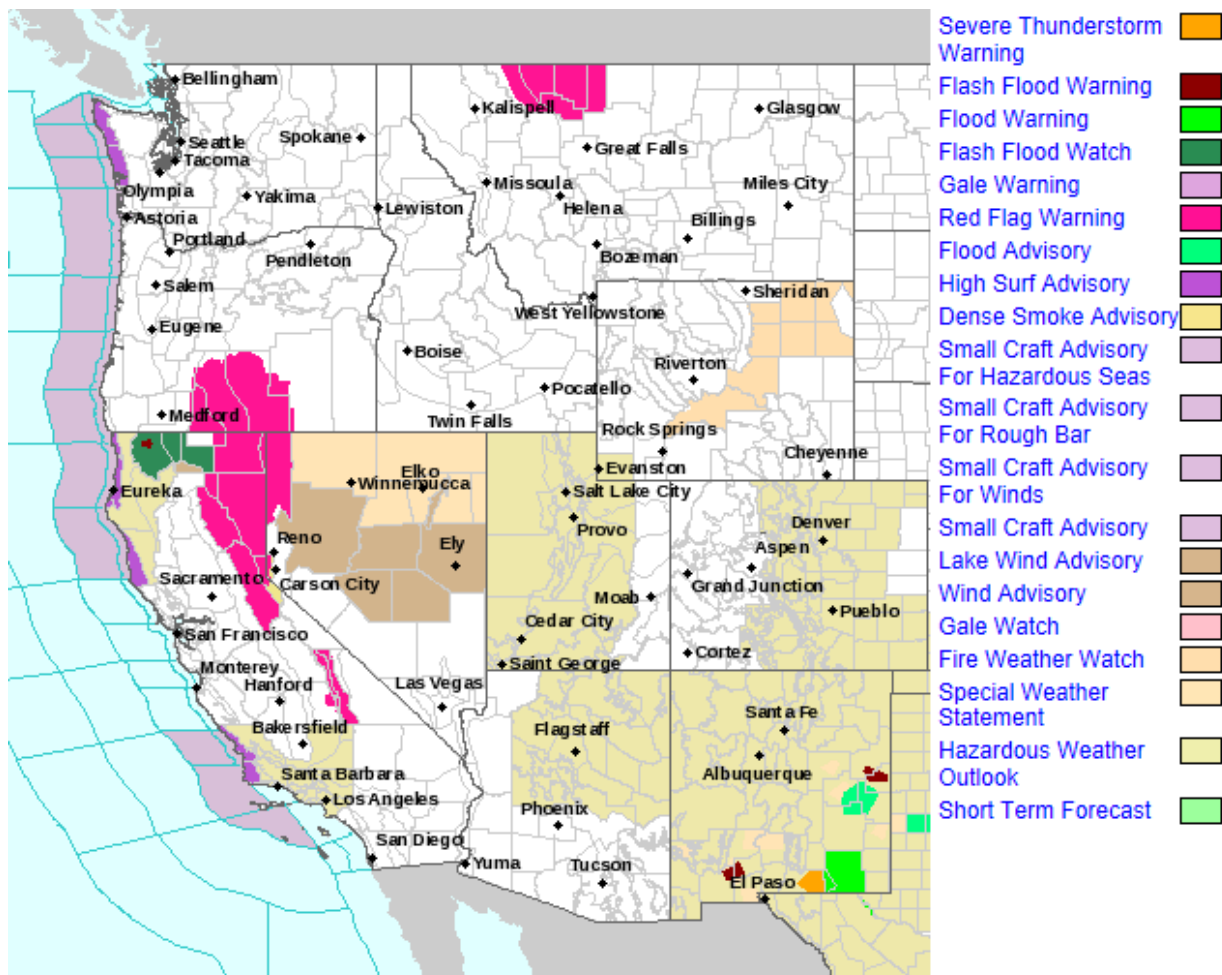 Bellingham
Kalispell
Glasgow
Seattle
Spokane
Tacoma
Great Falls
Olympia
Missoula
Miles City
Yakima
Helena
Astoria
Lewiston
Billings
Portland
Pendleton
Bozeman
Salem
Sheridan
West Yellowstone
Eugene
Boise
Riverton
Pocatello
Medford
Twin Falls
Rock Springs
Cheyenne
Elko
Evanston
Winnemucca
Eureka
Salt Lake City
Provo
Denver
Reno
Ely
Aspen
Sacramento
Carson City
Grand Junction
Moab
Pueblo
Cedar City
San Francisco
Cortez
Saint George
Monterey
Hanford
Las Vegas
Santa Fe
Bakersfield
Flagstaff
Albuquerque
Santa Barbara
Los Angeles
Phoenix
San Diego
Yuma
Tucson
El Paso
Severe Thunderstorm
Warning
Flash Flood Warning
Flood Warning
Flash Flood Watch
Gale Warning
Red Flag Warning
Flood Advisory
High Surf Advisory
Dense Smoke Advisory
Small Craft Advisory
For Hazardous Seas
Small Craft Advisory
For Rough Bar
Small Craft Advisory
For Winds
Small Craft Advisory
Lake Wind Advisory
Wind Advisory
Gale Watch
Fire Weather Watch
Special Weather
Statement
Hazardous Weather
Outlook
Short Term Forecast